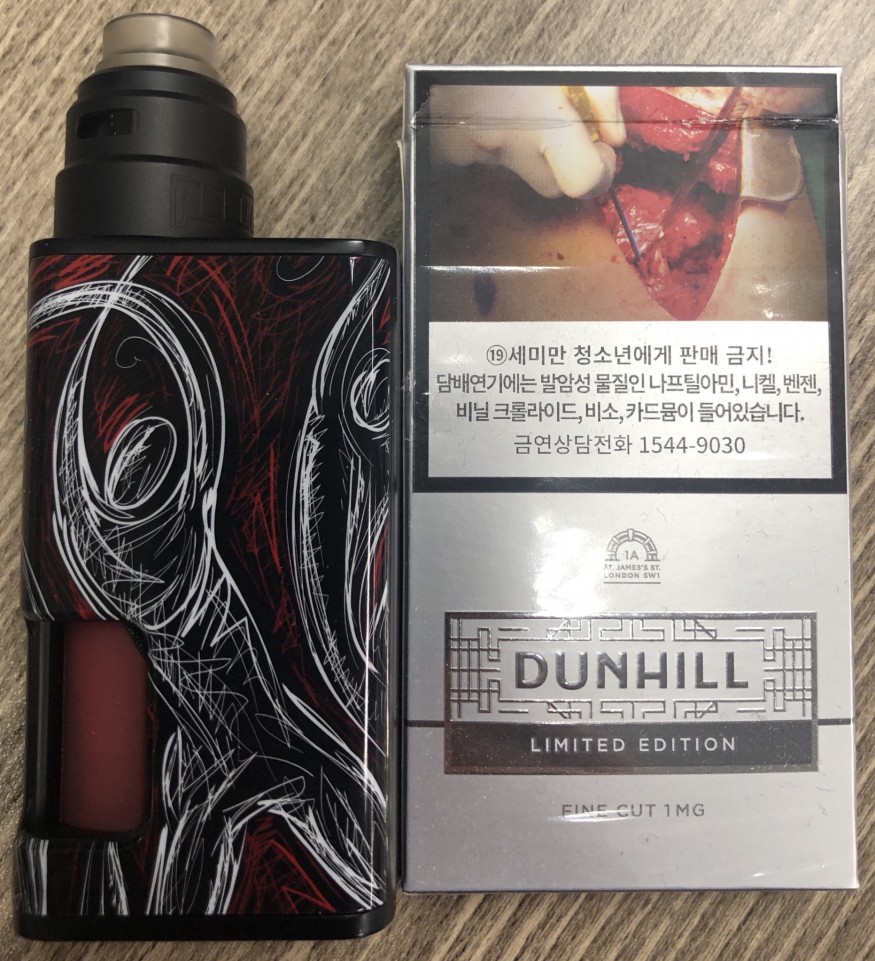 ⑲세미만 청소년에게 판매 금지!
담배연기에는 발암성 물질인 나프틸아민, 니켈, 벤젠,
비닐 크롤라이드, 비소, 카드뮴이 들어있습니다.
금연상담전화 1544-9030
1A
ST. JAMES'S ST.
LONDON SW1
DUNHILL
LIMITED EDITION
FINE CUT 1MG